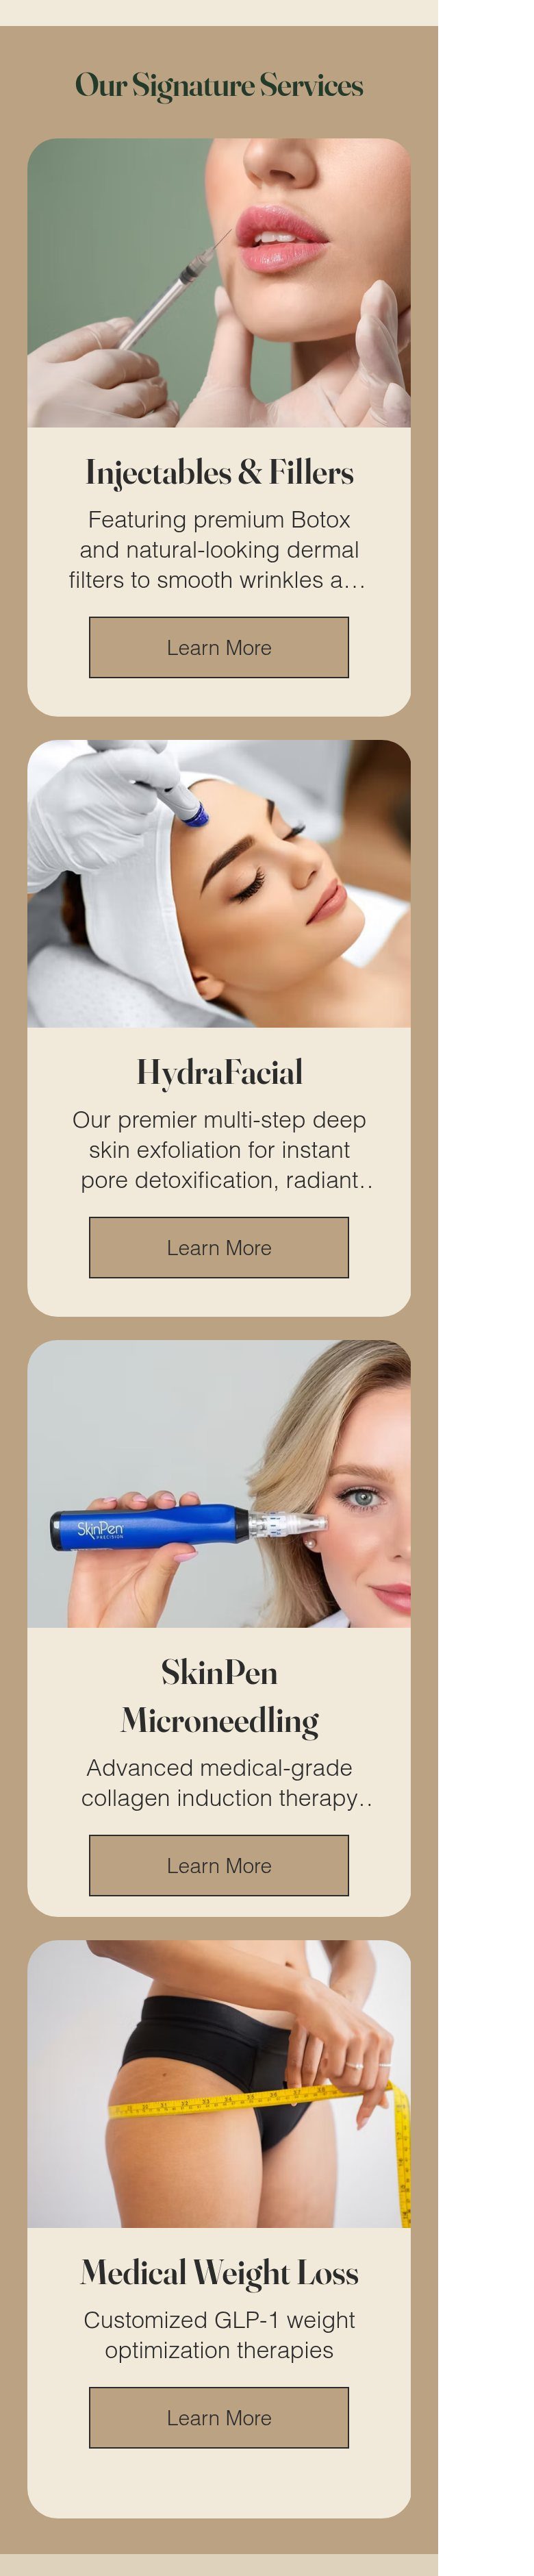 Our Signature Services
Injectables & Fillers
Featuring premium Botox
and natural-looking dermal
filters to smooth wrinkles a...
Learn More
HydraFacial
Our premier multi-step deep
skin exfoliation for instant
pore detoxification, radiant..
Learn More
SkinPen
PRECISION
SkinPen
Microneedling
Advanced medical-grade
collagen induction therapy..
Learn More
Medical Weight Loss
Customized GLP-1 weight
optimization therapies
Learn More